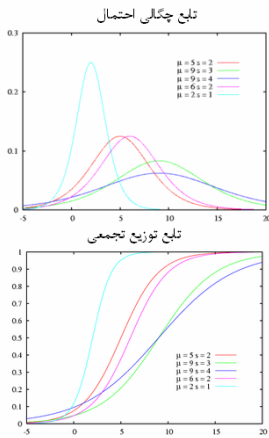 تابع چگالی احتمال
0.3
μ = 5 s = 2
μ = 9 s = 3
μ = 9 s = 4
μ = 6 s = 2
μ = 2 s = 1
0.2
0.1
0
-5 0 5 10 15 20
تابع توزیع تجمعی
1
0.9
0.8
0.7
0.6
0.5
0.4
μ = 5 s = 2
μ = 9 s = 3
μ = 9 s = 4
μ = 6 s = 2
μ = 2 s = 1
0.3
0.2
0.1
0
-5 0 5 10 15 20